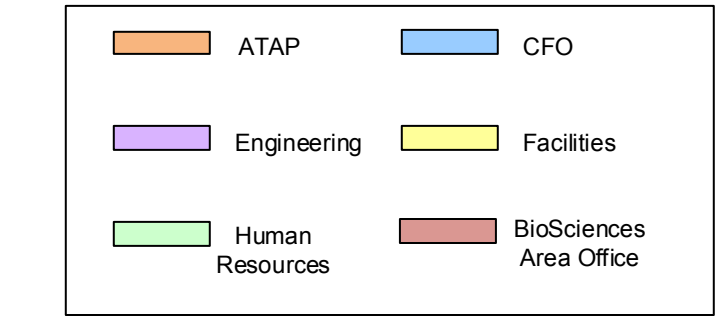 ATAP
CFO
Engineering
Facilities
Human
Resources
BioSciences
Area Office